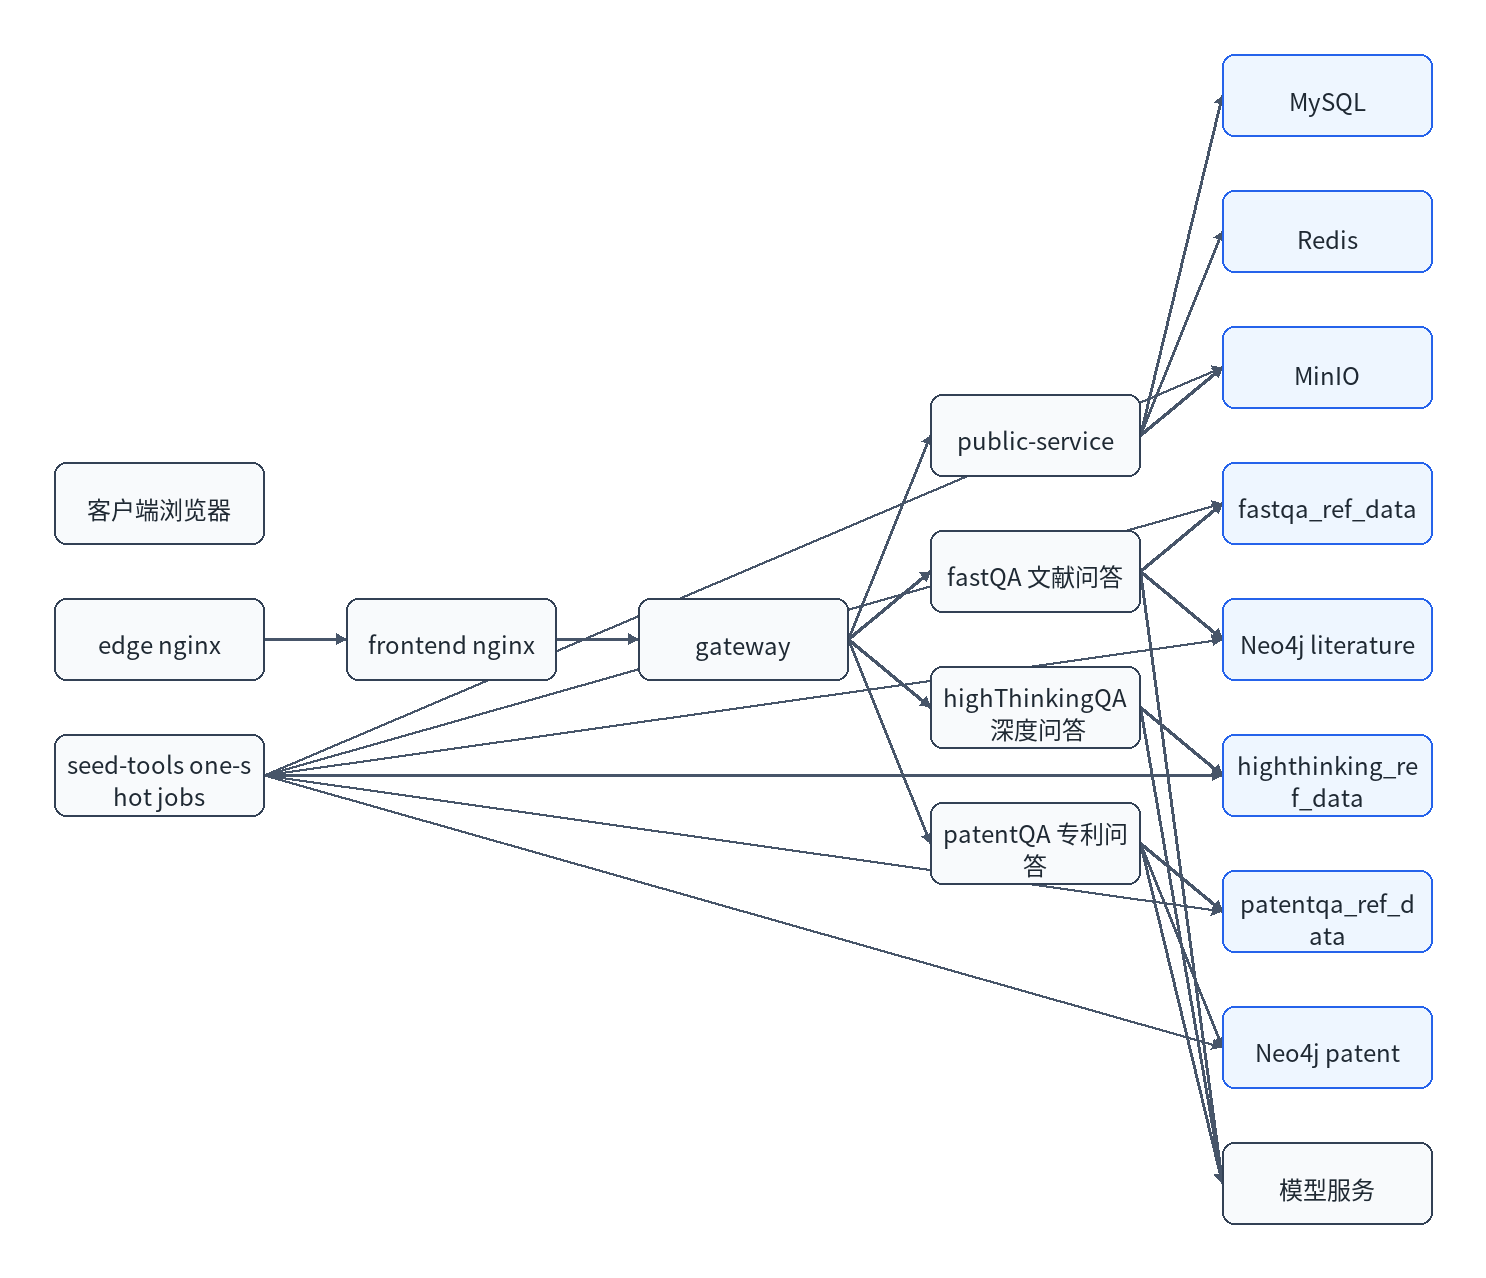 客户端浏览器
edge nginx
seed-tools one-s
hot jobs
frontend nginx
gateway
public-service
fastQA 文献问答
highThinkingQA
深度问答
patentQA 专利问
答
MySQL
Redis
MinIO
fastqa_ref_data
Neo4j literature
highthinking_re
f_data
patentqa_ref_d
ata
Neo4j patent
模型服务